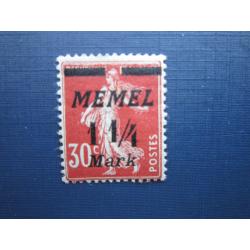 MEMEL
1 1/4
30c
Mark
POSTES